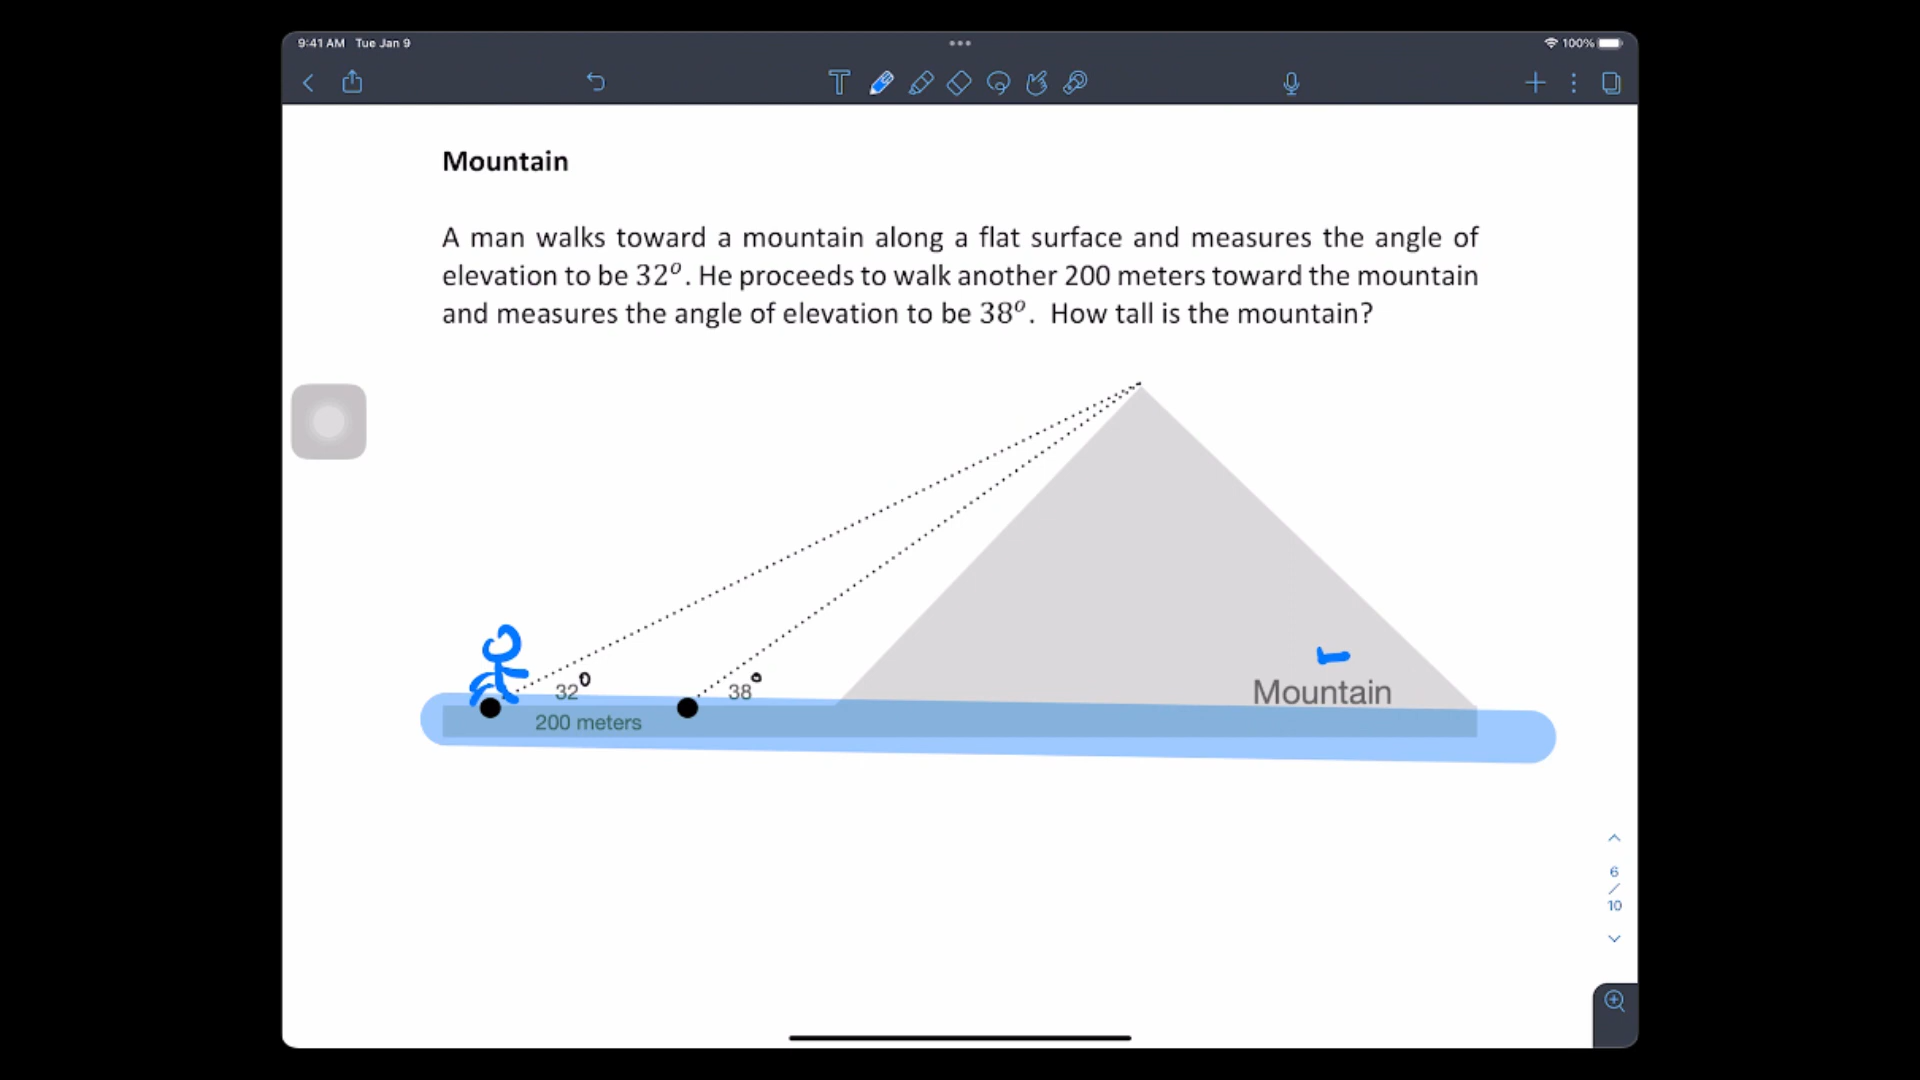 9:41 AM Tue Jan 9
100%
Mountain
A man walks toward a mountain along a flat surface and measures the angle of
elevation to be 32°. He proceeds to walk another 200 meters toward the mountain
and measures the angle of elevation to be 38°. How tall is the mountain?
32°
38°
Mountain
200 meters
6
/
10